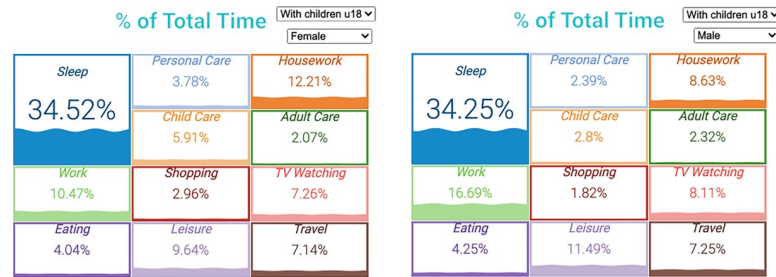 % of Total Time
With children u18
Female
Sleep
34.52%
Personal Care
3.78%
Housework
12.21%
Child Care
5.91%
Adult Care
2.07%
Work
10.47%
Shopping
2.96%
TV Watching
7.26%
Eating
4.04%
Leisure
9.64%
Travel
7.14%
% of Total Time
With children u18
Male
Sleep
34.25%
Personal Care
2.39%
Housework
8.63%
Child Care
2.8%
Adult Care
2.32%
Work
16.69%
Shopping
1.82%
TV Watching
8.11%
Eating
4.25%
Leisure
11.49%
Travel
7.25%